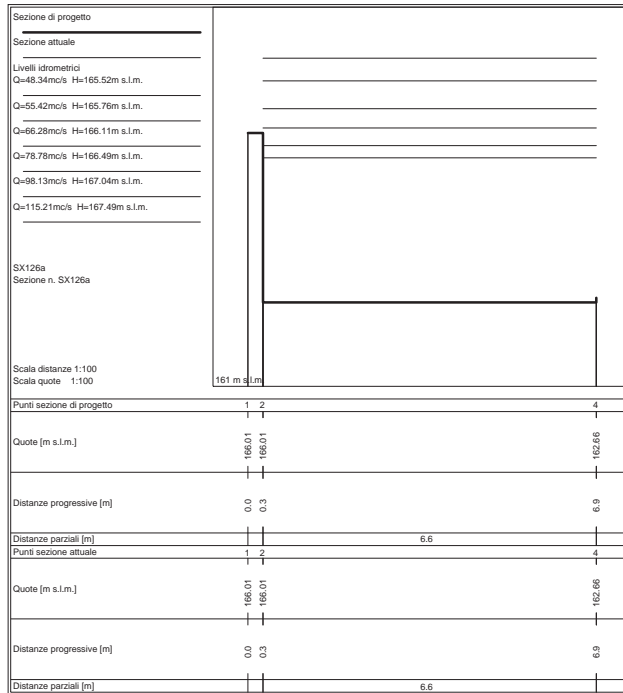 Sezione di progetto
Sezione attuale
Livelli idrometrici
Q=48.34mc/s H=165.52m s.l.m.
Q=55.42mc/s H=165.76m s.l.m.
Q=66.28mc/s H=166.11m s.l.m.
Q=78.78mc/s H=166.49m s.l.m.
Q=98.13mc/s H=167.04m s.l.m.
Q=115.21mc/s H=167.49m s.l.m.
SX126a
Sezione n. SX126a
Scala distanze 1:100
Scala quote 1:100
161 m s.l.m.
Punti sezione di progetto 1 2 4
Quote [m s.l.m.] 166.01 166.01 162.66
Distanze progressive [m] 0.0 0.3 6.9
Distanze parziali [m] 6.6
Punti sezione attuale 1 2 4
Quote [m s.l.m.] 166.01 166.01 162.66
Distanze progressive [m] 0.0 0.3 6.9
Distanze parziali [m] 6.6